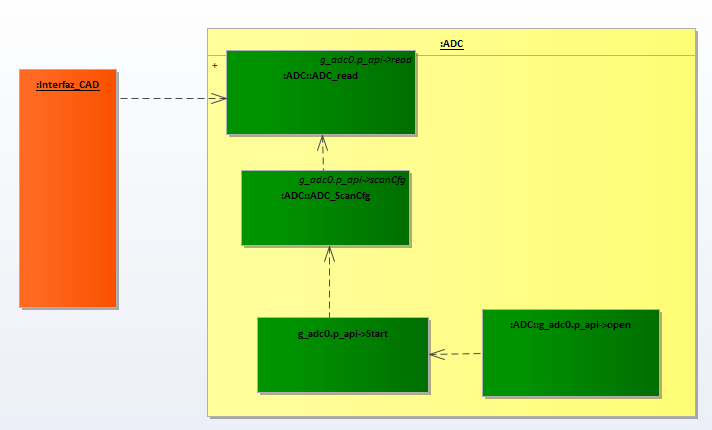 :ADC
+
g_adc0.p_api->read
:ADC::ADC_read
:Interfaz_CAD
g_adc0.p_api->scanCfg
:ADC::ADC_ScanCfg
g_adc0.p_api->Start
:ADC::g_adc0.p_api->open